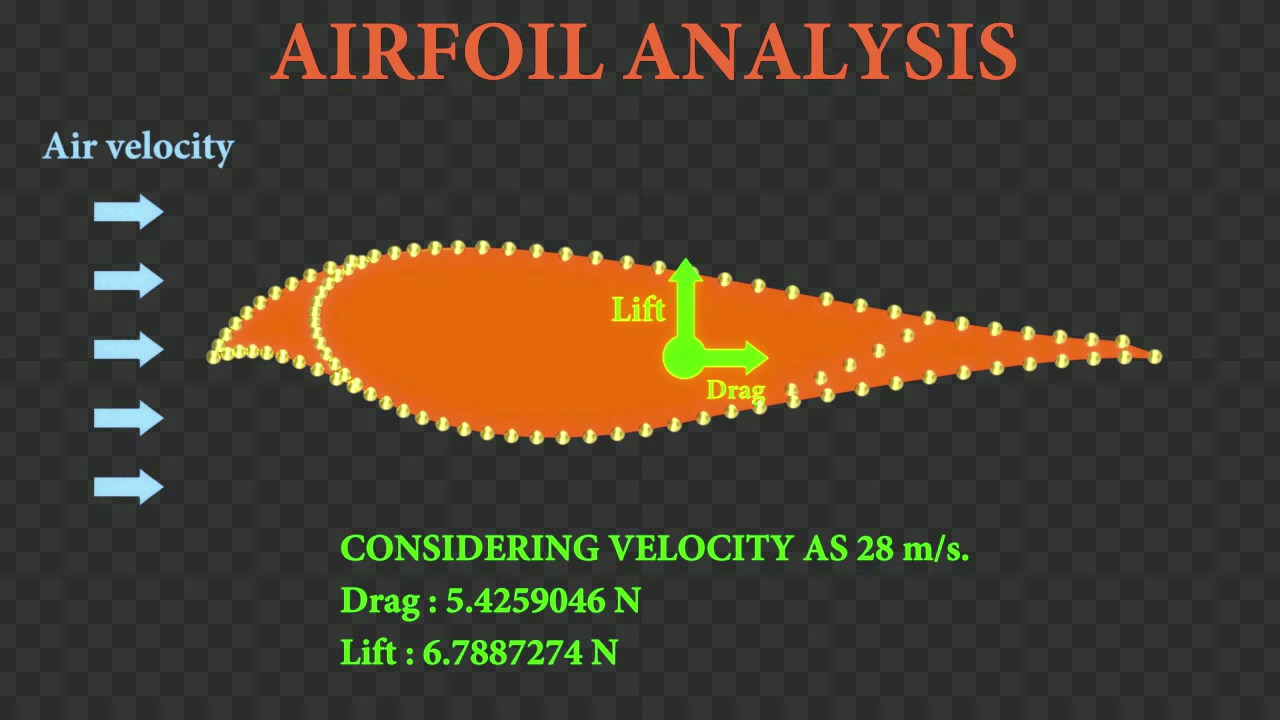 AIRFOIL ANALYSIS
Air velocity
Lift
Drag
CONSIDERING VELOCITY AS 28 m/s.
Drag : 5.4259046 N
Lift : 6.7887274 N